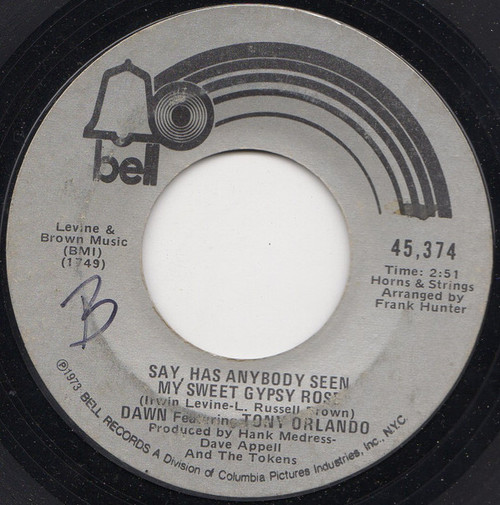 bell
Levine &
Brown Music
(BMI)
(1749)
B
45,374
Time: 2:51
Horns & Strings
Arranged by
Frank Hunter
SAY, HAS ANYBODY SEEN
MY SWEET GYPSY ROSE
(Irwin Levine-L. Russell Brown)
DAWN Featuring TONY ORLANDO
Produced by Hank Medress-
Dave Appell
And The Tokens
Ⓟ1973 BELL RECORDS A Division of Columbia Pictures Industries, Inc., N.Y.C.